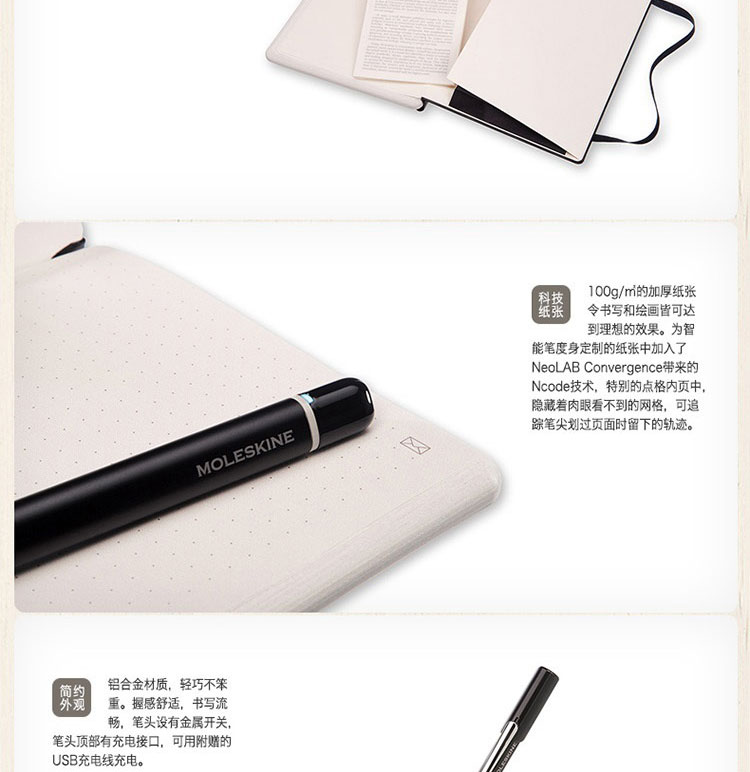 MOLESKINE
科技
纸张
100g/㎡的加厚纸张
令书写和绘画皆可达
到理想的效果。为智
能笔度身定制的纸张中加入了
NeoLAB Convergence带来的
Ncode技术，特别的点格内页中，
隐藏着肉眼看不到的网格，可追
踪笔尖划过页面时留下的轨迹。
简约
外观
铝合金材质，轻巧不笨
重。握感舒适，书写流
畅，笔头设有金属开关，
笔头顶部有充电接口，可用附赠的
USB充电线充电。
MOLESKINE